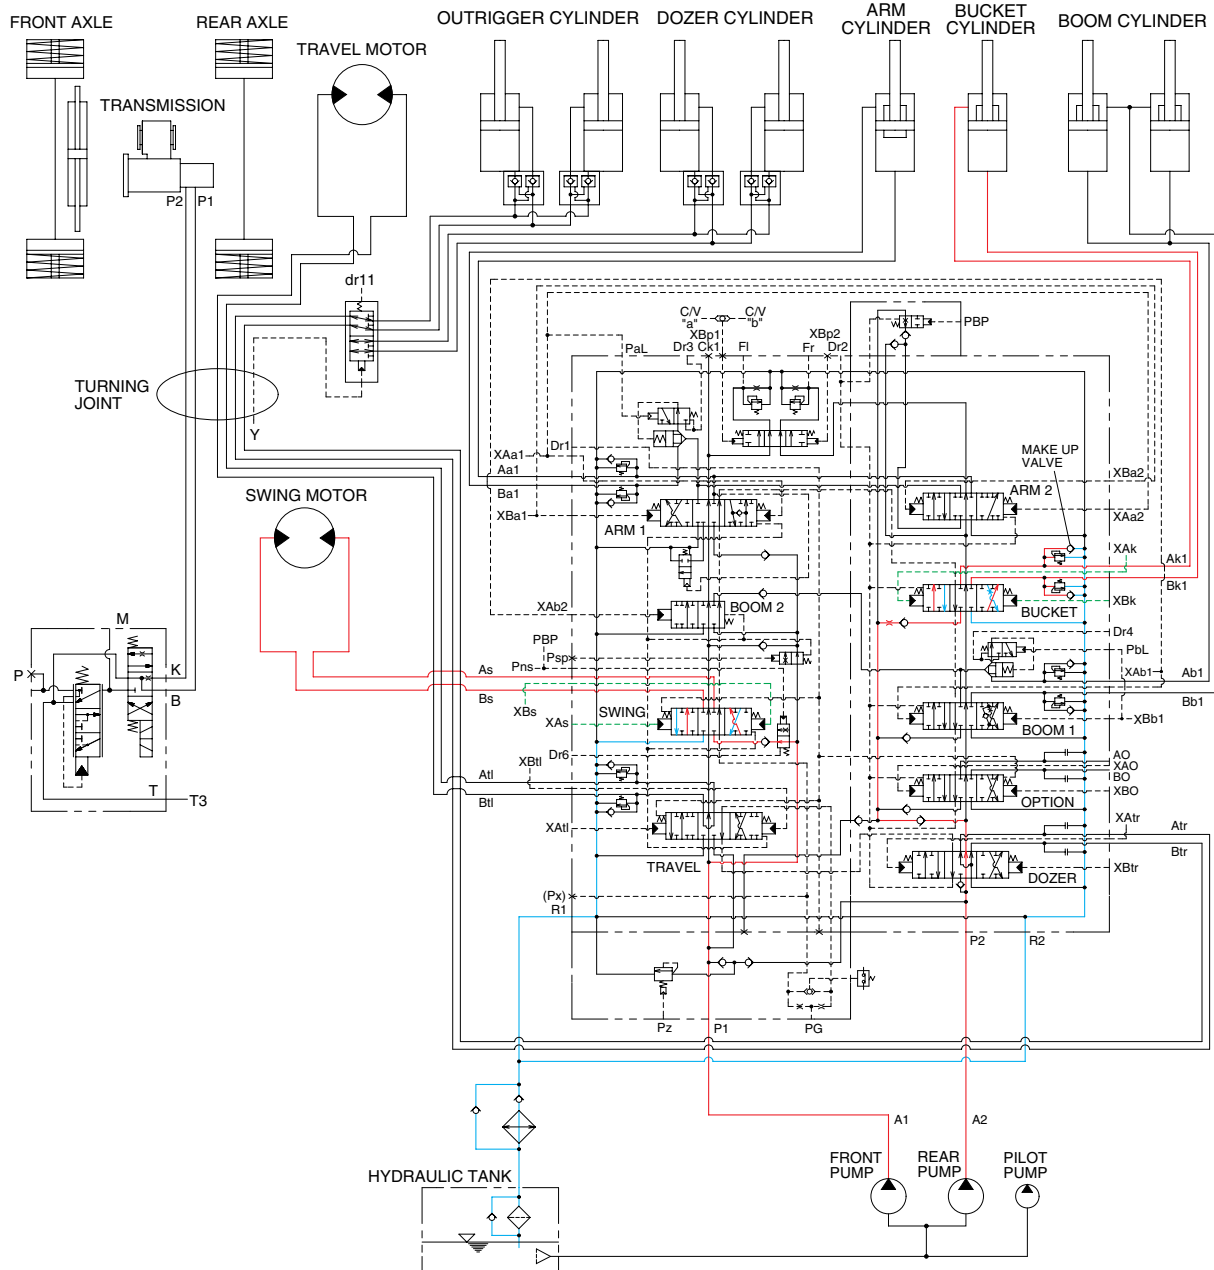 FRONT AXLE
REAR AXLE
OUTRIGGER CYLINDER
DOZER CYLINDER
ARM
CYLINDER
BUCKET
CYLINDER
BOOM CYLINDER
TRAVEL MOTOR
TRANSMISSION
P2
P1
dr11
TURNING
JOINT
Y
C/V
"a"
C/V
"b"
XBp1
XBp2
PaL
Dr3
Ck1
Fl
Fr
Dr2
PBP
MAKE UP
VALVE
Dr1
XAa1
Aa1
Ba1
XBa1
ARM 1
ARM 2
XBa2
XAa2
SWING MOTOR
XAk
Ak1
Bk1
XBk
BUCKET
XAb2
BOOM 2
PBP
Psp
Pns
Dr4
PbL
XAb1
Ab1
Bb1
XBb1
BOOM 1
As
Bs
XBs
XAs
SWING
Dr6
XBtl
Atl
Btl
XAtl
TRAVEL
AO
XAO
BO
XBO
OPTION
XAtr
Atr
Btr
XBtr
DOZER
M
P
K
B
T
T3
(Px)
R1
P2
R2
Pz
P1
PG
A1
A2
FRONT
PUMP
REAR
PUMP
PILOT
PUMP
HYDRAULIC TANK